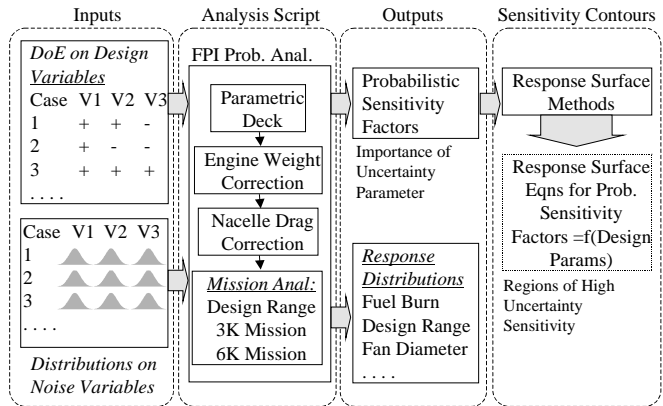 Inputs
Analysis Script
Outputs
Sensitivity Contours
DoE on Design
Variables
Case V1 V2 V3
1 + + -
2 + - -
3 + + +
. . . .
Case V1 V2 V3
1
2
3
. . . .
Distributions on
Noise Variables
FPI Prob. Anal.
Parametric
Deck
Engine Weight
Correction
Nacelle Drag
Correction
Mission Anal:
Design Range
3K Mission
6K Mission
Probabilistic
Sensitivity
Factors
Importance of
Uncertainty
Parameter
Response
Distributions
Fuel Burn
Design Range
Fan Diameter
. . . .
Response Surface
Methods
Response Surface
Eqns for Prob.
Sensitivity
Factors =f(Design
Params)
Regions of High
Uncertainty
Sensitivity